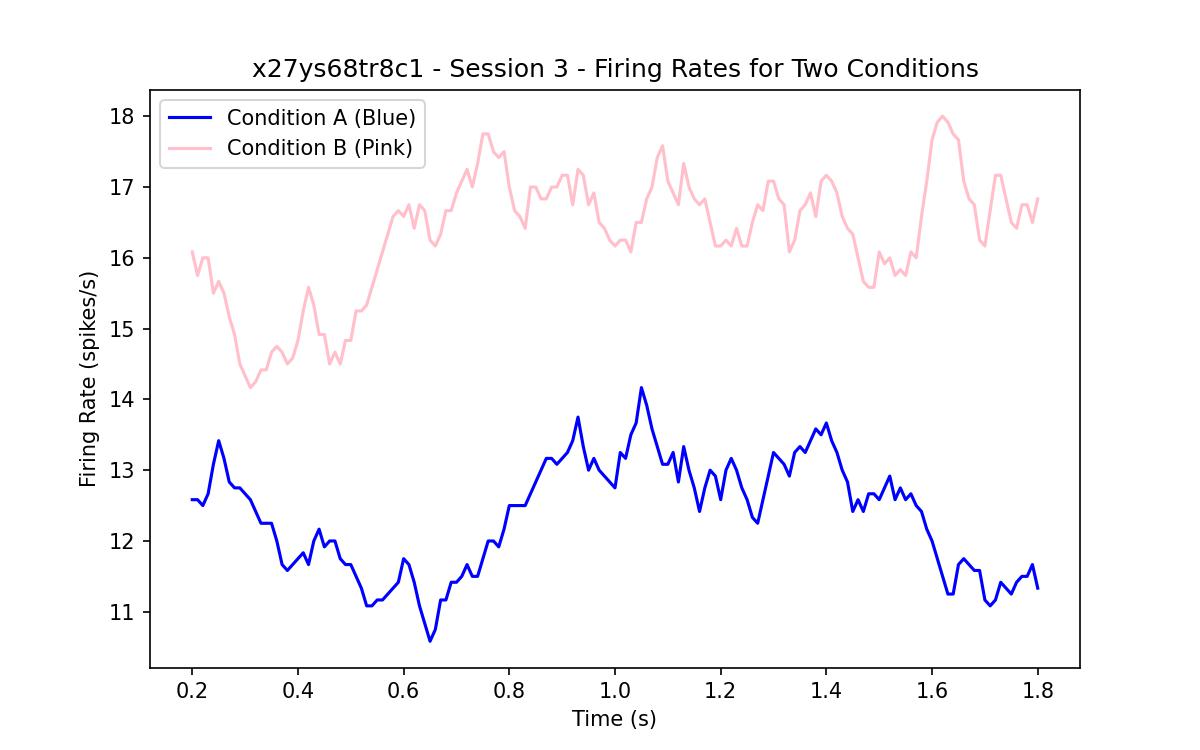 x27ys68tr8c1 - Session 3 - Firing Rates for Two Conditions
Condition A (Blue)
Condition B (Pink)
Firing Rate (spikes/s)
18
17
16
15
14
13
12
11
0.2 0.4 0.6 0.8 1.0 1.2 1.4 1.6 1.8
Time (s)